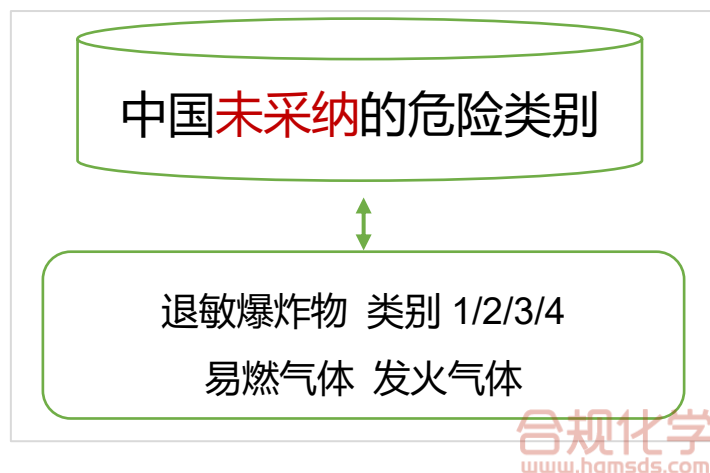 中国未采纳的危险类别
退敏爆炸物 类别 1/2/3/4
易燃气体 发火气体
合规化学
www.hamsds.com